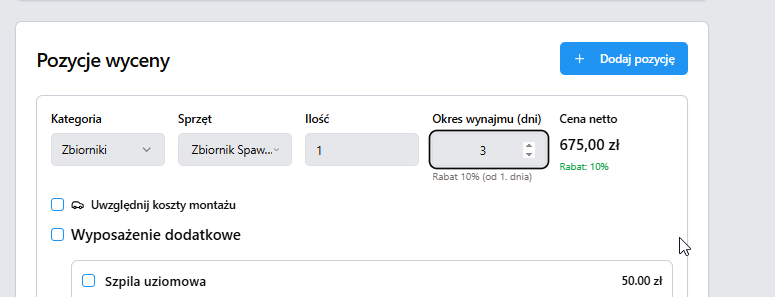 Pozycje wyceny
+ Dodaj pozycję
Kategoria Sprzęt Ilość Okres wynajmu (dni) Cena netto
Zbiorniki Zbiornik Spaw... 1 3 675,00 zł
Rabat 10% (od 1. dnia) Rabat: 10%
Uwzględnij koszty montażu
Wyposażenie dodatkowe
Szpila uziomowa 50.00 zł